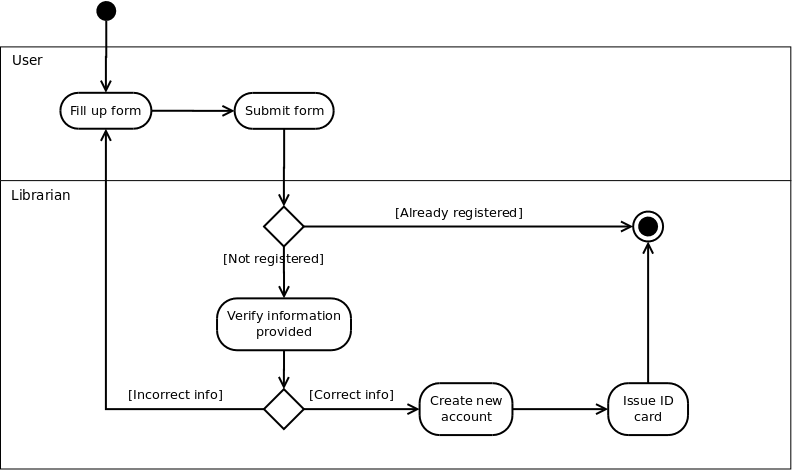 User
Fill up form
Submit form
Librarian
[Already registered]
[Not registered]
Verify information
provided
[Incorrect info]
[Correct info]
Create new
account
Issue ID
card